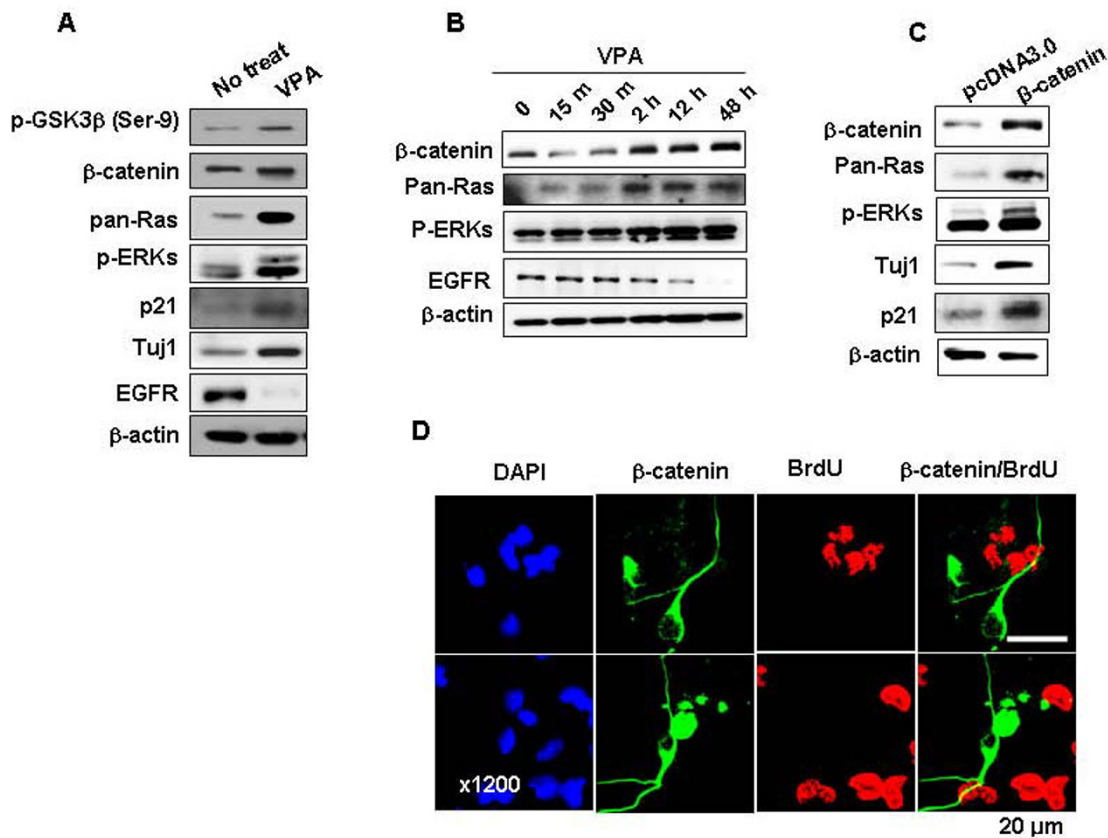 A
No treat
VPA
p-GSK3β (Ser-9)
β-catenin
pan-Ras
p-ERKs
p21
Tuj1
EGFR
β-actin
B
VPA
0 15 m 30 m 2 h 12 h 48 h
β-catenin
Pan-Ras
P-ERKs
EGFR
β-actin
C
pcDNA3.0
β-catenin
β-catenin
Pan-Ras
p-ERKs
Tuj1
p21
β-actin
D
DAPI β-catenin BrdU β-catenin/BrdU
x1200
20 μm